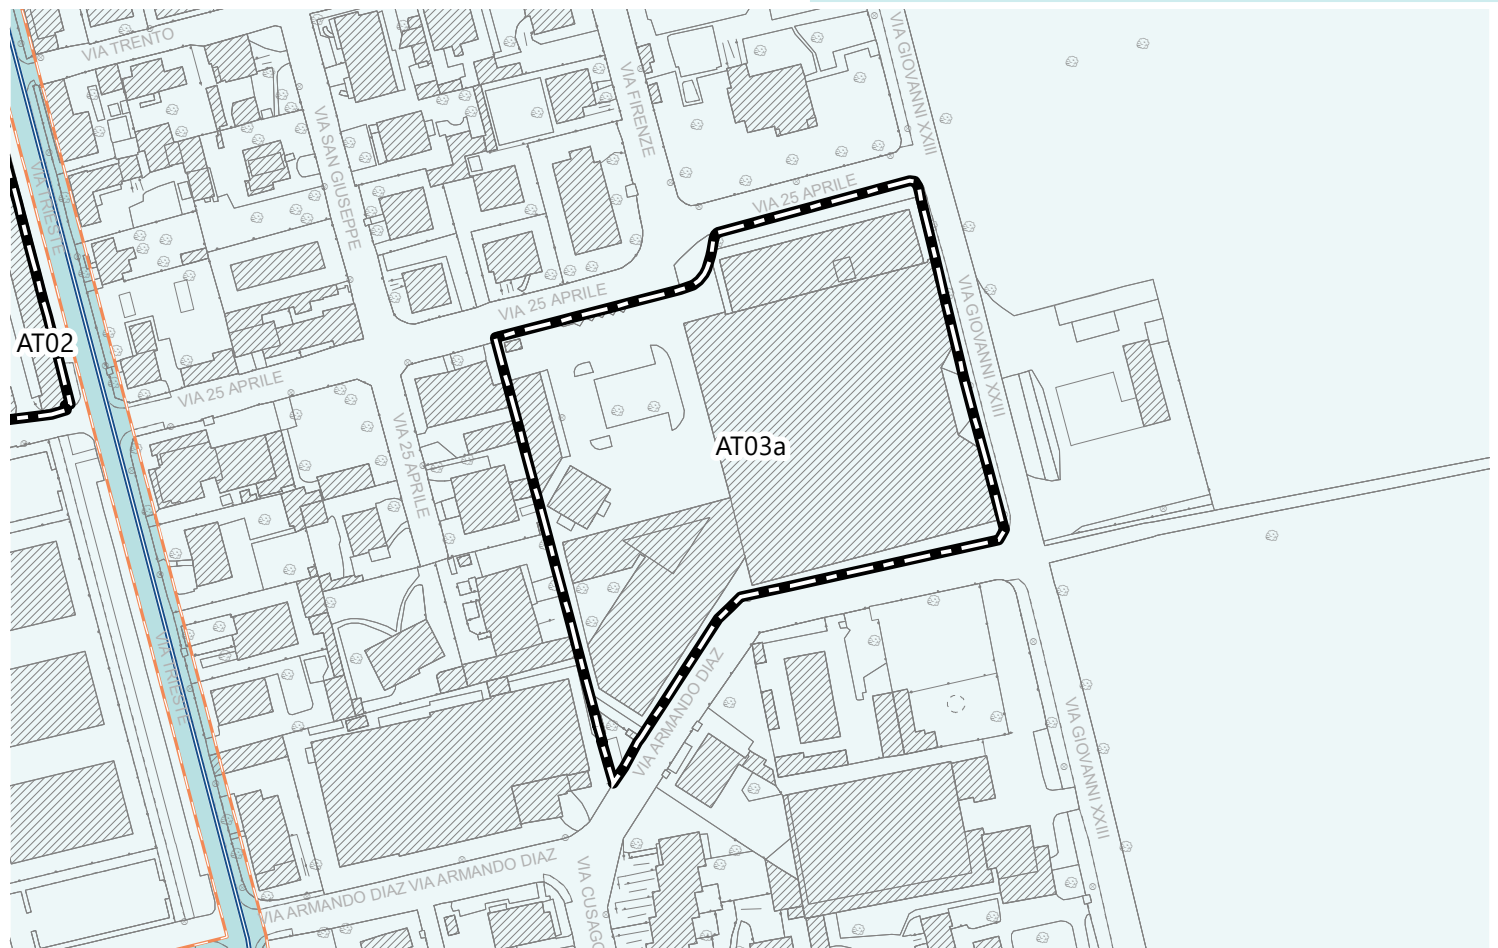 VIA TRENTO
VIA GIOVANNI XXIII
VIA FIRENZE
VIA SAN GIUSEPPE
VIA TRIESTE
VIA 25 APRILE
VIA 25 APRILE
VIA GIOVANNI XXIII
AT02
VIA 25 APRILE
VIA 25 APRILE
AT03a
VIA TRIESTE
VIA ARMANDO DIAZ
VIA GIOVANNI XXIII
VIA ARMANDO DIAZ VIA ARMANDO DIAZ
VIA CUSAGO